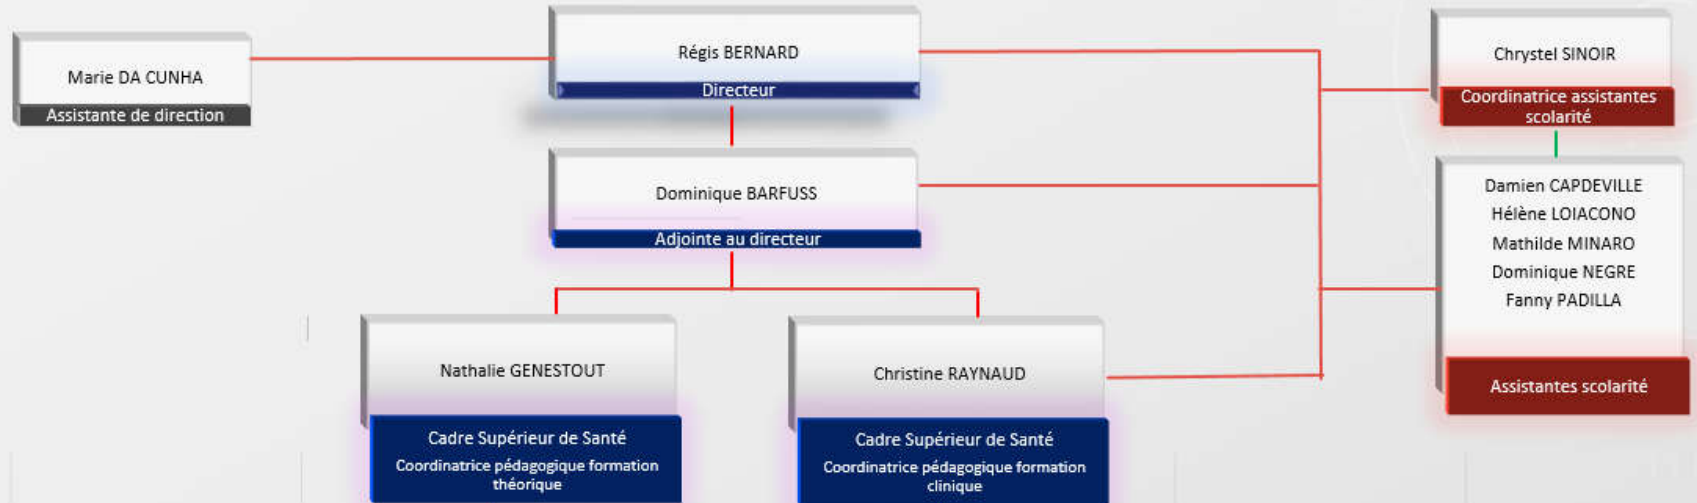 Marie DA CUNHA
Assistante de direction
Régis BERNARD
Directeur
Chrystel SINOIR
Coordinatrice assistantes
scolarité
Dominique BARFUSS
Adjointe au directeur
Damien CAPDEVILLE
Hélène LOIACONO
Mathilde MINARO
Dominique NEGRE
Fanny PADILLA
Assistantes scolarité
Nathalie GENESTOUT
Cadre Supérieur de Santé
Coordinatrice pédagogique formation
théorique
Christine RAYNAUD
Cadre Supérieur de Santé
Coordinatrice pédagogique formation
clinique